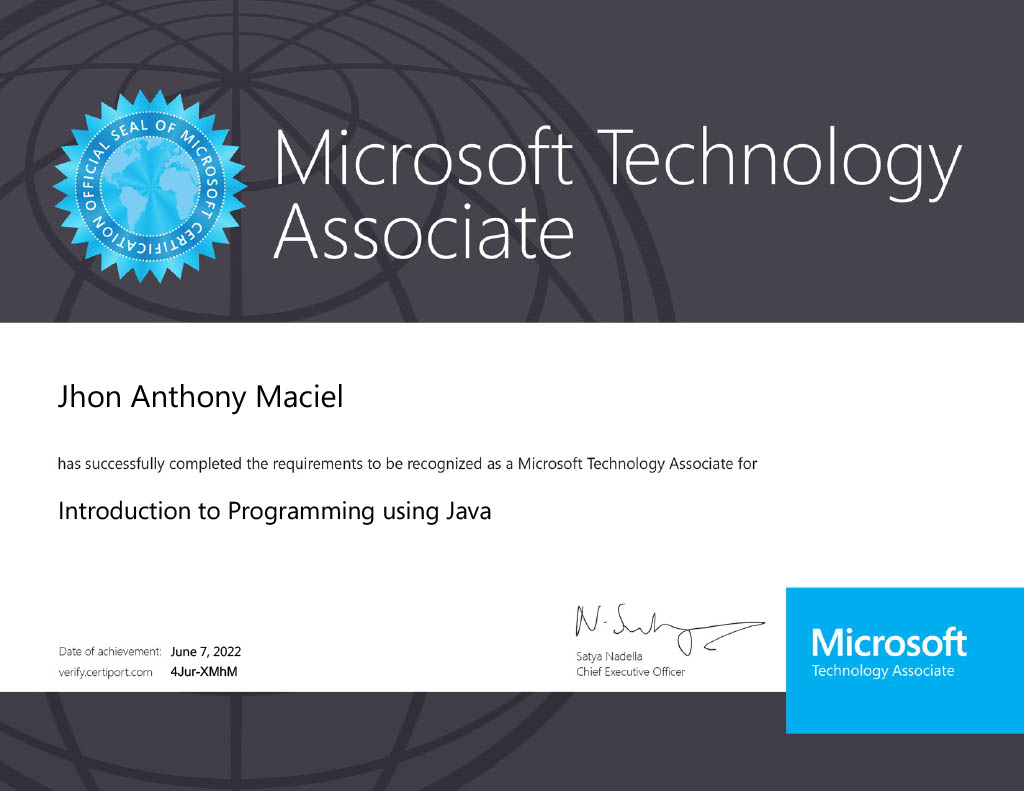 OFFICIAL SEAL OF MICROSOFT CERTIFICATION
Microsoft Technology
Associate
Jhon Anthony Maciel
has successfully completed the requirements to be recognized as a Microsoft Technology Associate for
Introduction to Programming using Java
Date of achievement: June 7, 2022
verify.certiport.com 4Jur-XMhM
Satya Nadella
Chief Executive Officer
Microsoft
Technology Associate